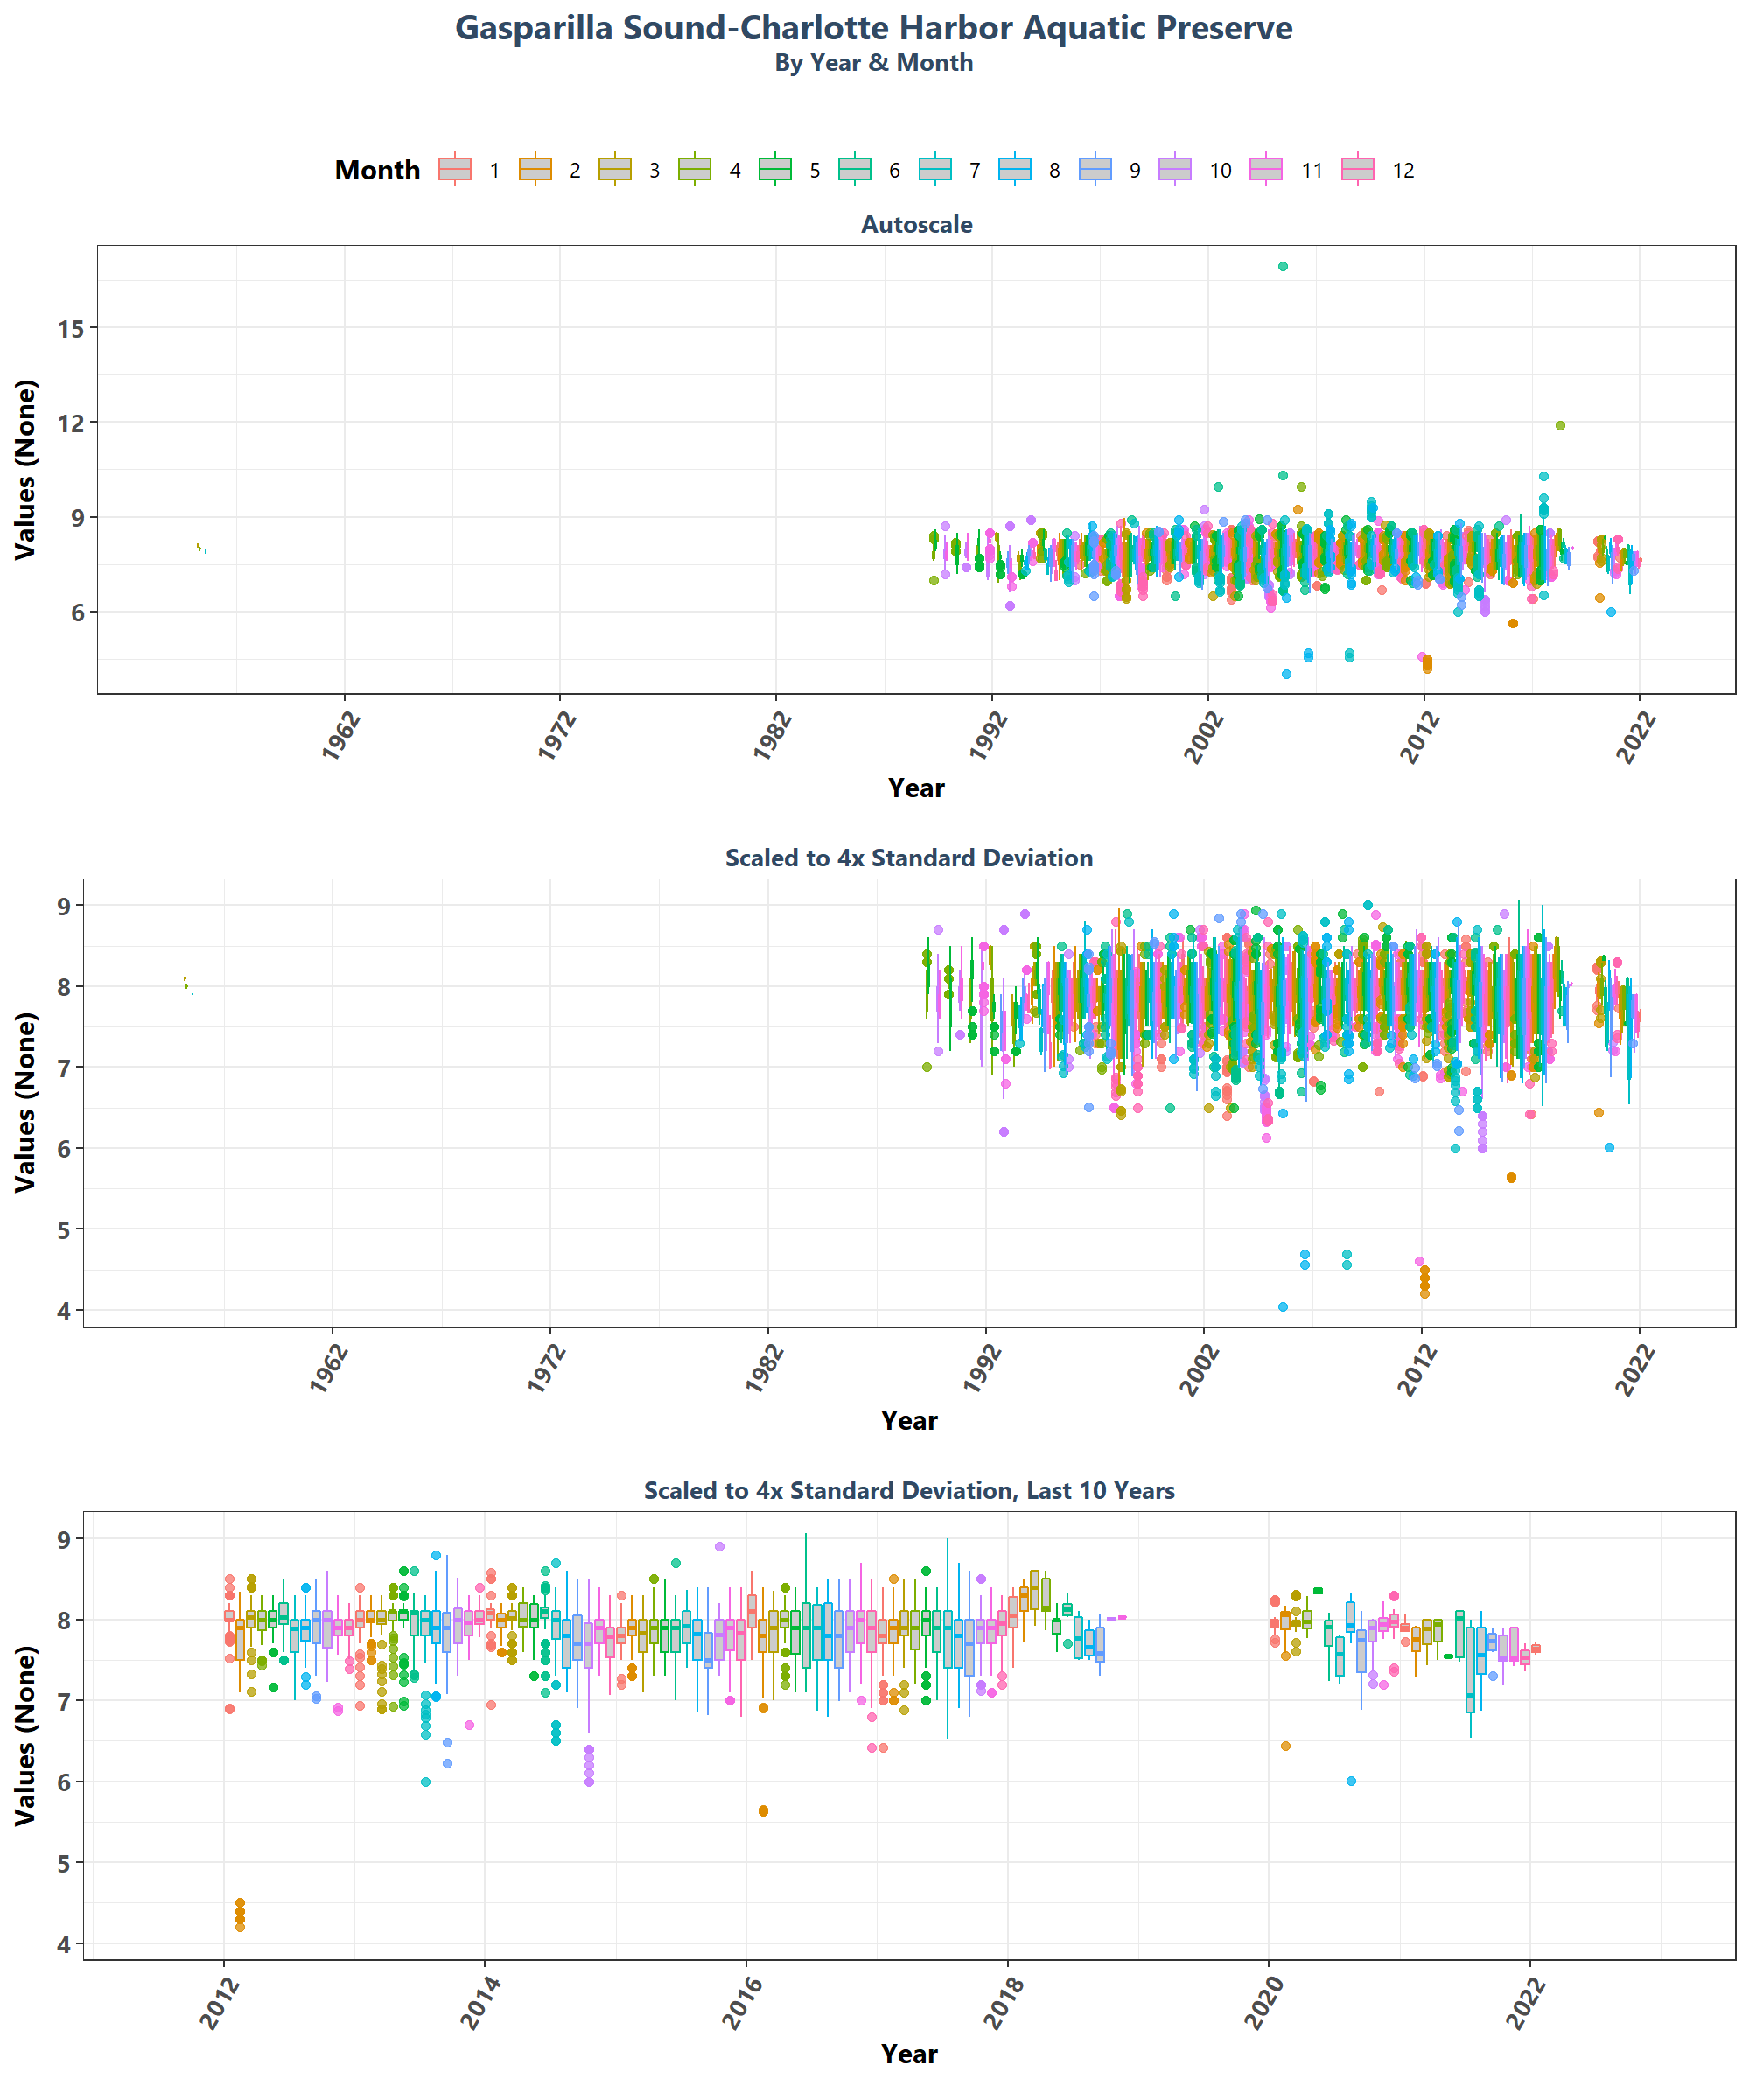 Gasparilla Sound-Charlotte Harbor Aquatic Preserve
By Year & Month
Month 1 2 3 4 5 6 7 8 9 10 11 12
Autoscale
Values (None)
15
12
9
6
1962 1972 1982 1992 2002 2012 2022
Year
Scaled to 4x Standard Deviation
Values (None)
9
8
7
6
5
4
1962 1972 1982 1992 2002 2012 2022
Year
Scaled to 4x Standard Deviation, Last 10 Years
Values (None)
9
8
7
6
5
4
2012 2014 2016 2018 2020 2022
Year